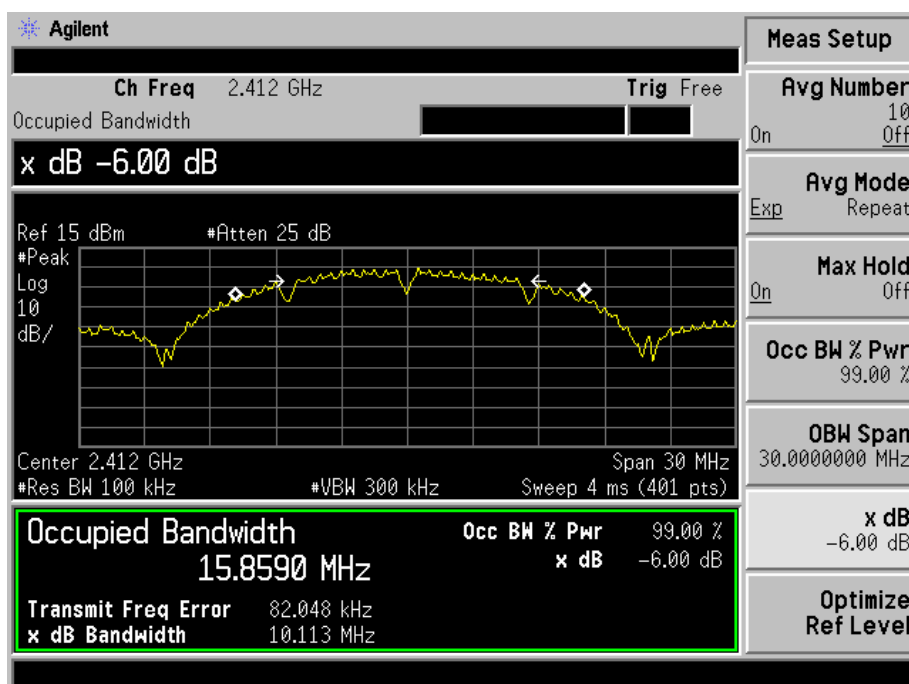 Agilent
Ch Freq 2.412 GHz Trig Free
Occupied Bandwidth
x dB -6.00 dB
Ref 15 dBm #Atten 25 dB
#Peak
Log
10
dB/
Center 2.412 GHz Span 30 MHz
#Res BW 100 kHz #VBW 300 kHz Sweep 4 ms (401 pts)
Occupied Bandwidth Occ BW % Pwr 99.00 %
15.8590 MHz x dB -6.00 dB
Transmit Freq Error 82.048 kHz
x dB Bandwidth 10.113 MHz
Meas Setup
Avg Number
10
On Off
Avg Mode
Exp Repeat
Max Hold
On Off
Occ BW % Pwr
99.00 %
OBW Span
30.0000000 MHz
x dB
-6.00 dB
Optimize
Ref Level